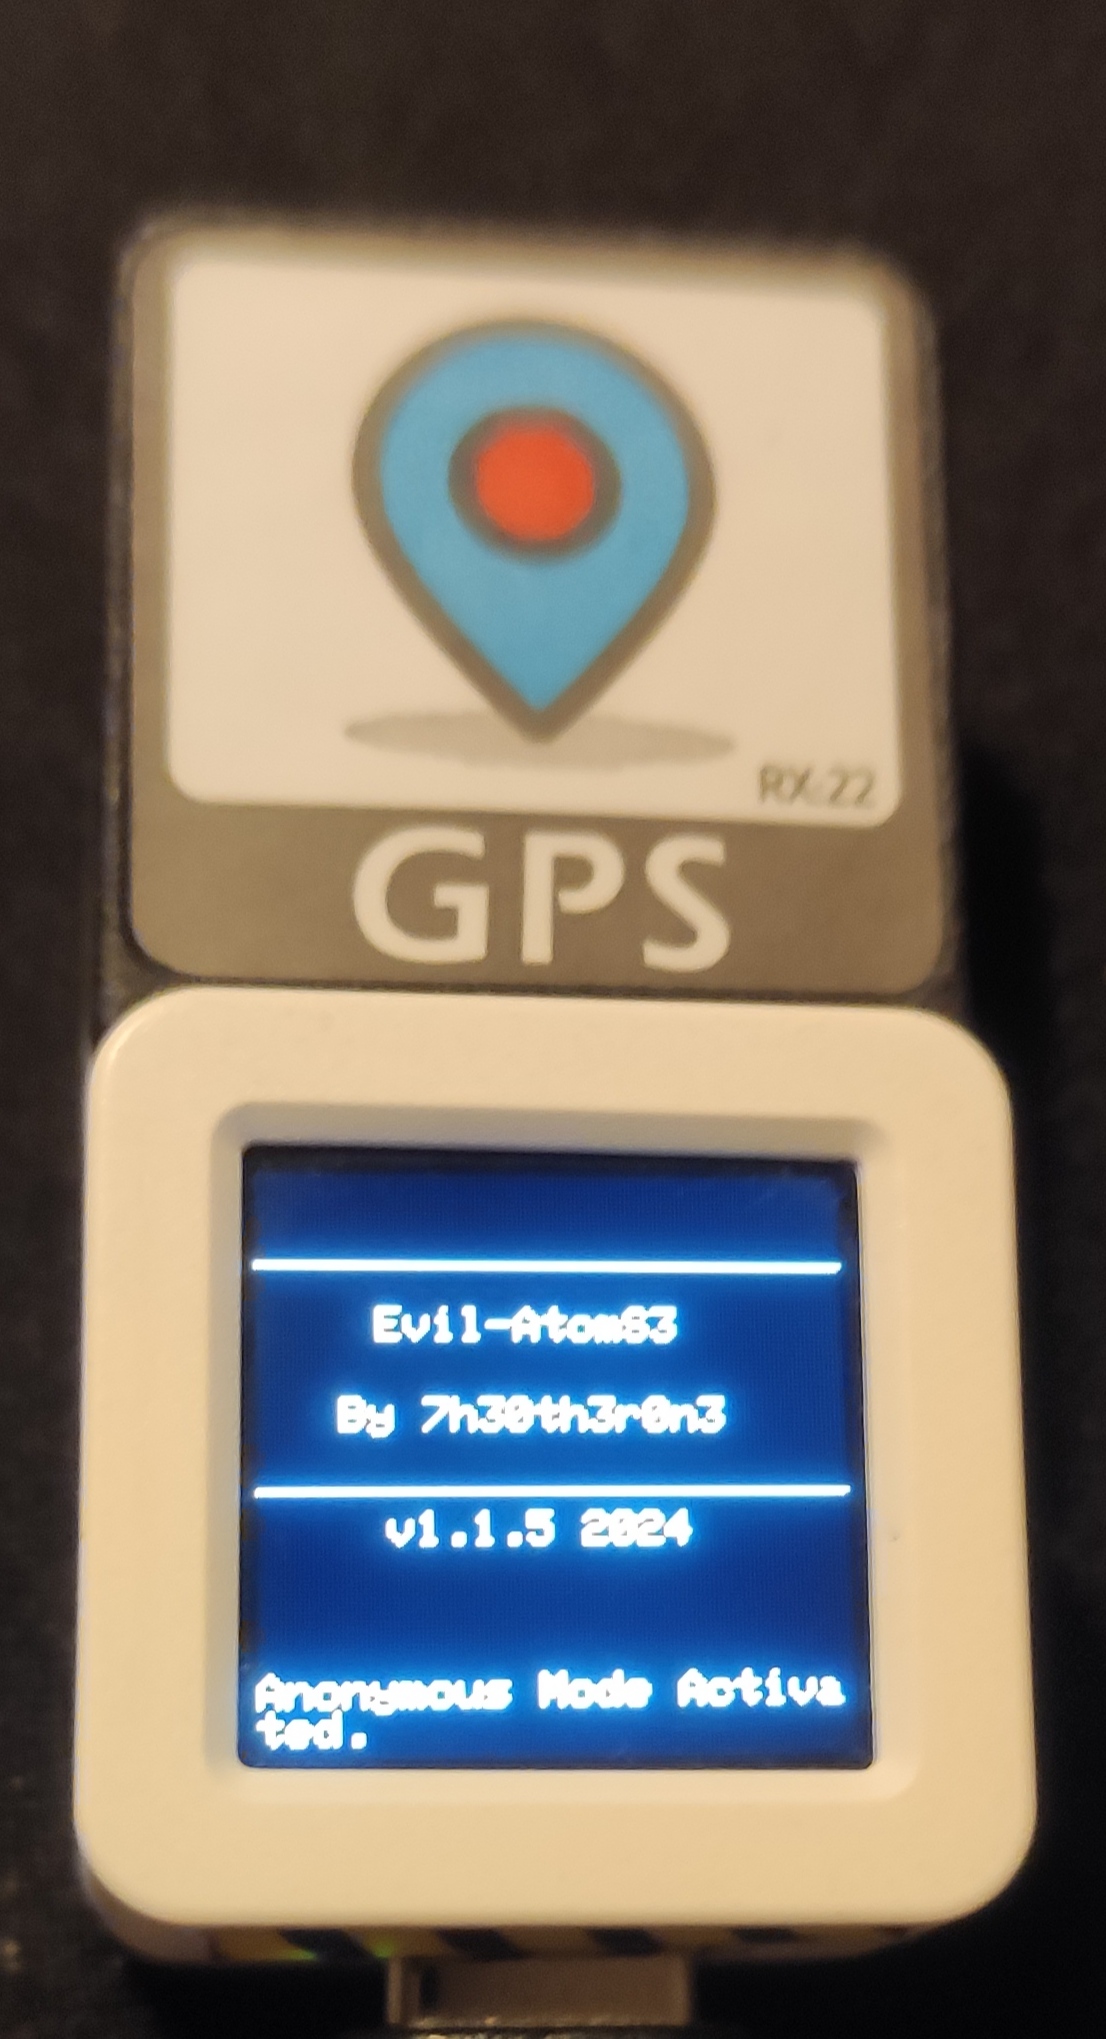 RX-22
GPS
Evil-AtomS3
By 7h30th3r0n3
v1.1.5 2024
Anonymous Mode Activa
ted.